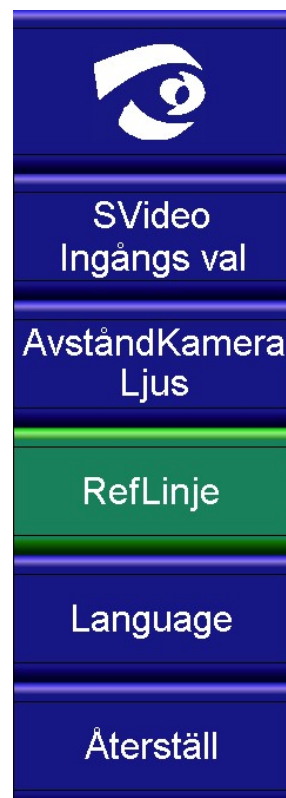 SVideo
Ingångs val
AvståndKamera
Ljus
RefLinje
Language
Återställ